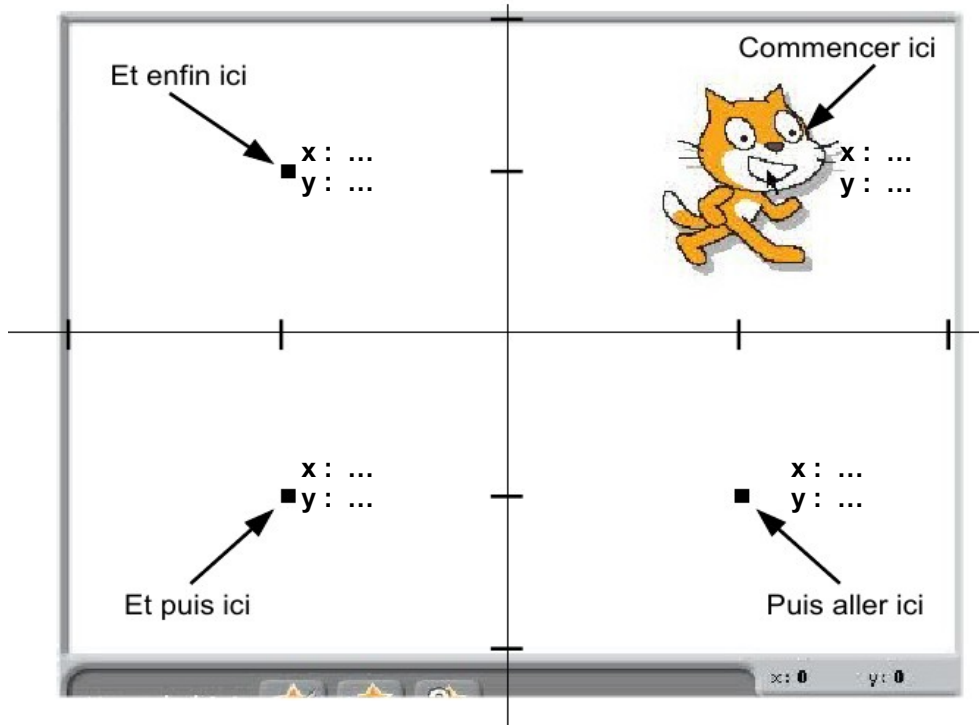 Commencer ici
Et enfin ici
x : ...
y : ...
x : ...
y : ...
x : ...
y : ...
x : ...
y : ...
Et puis ici
Puis aller ici
x: 0 y: 0